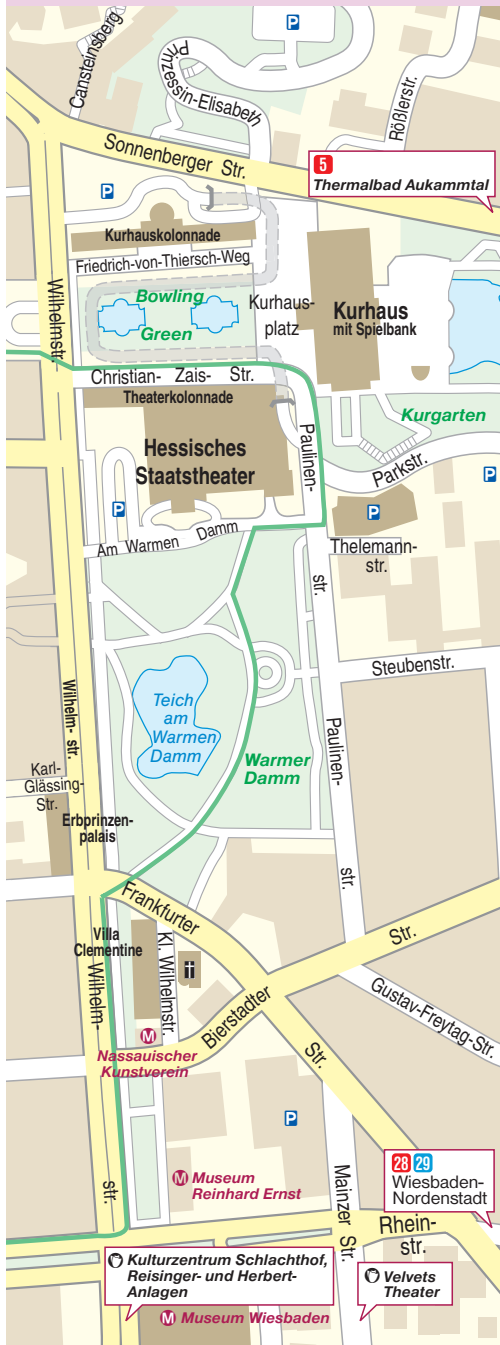 Cansteinsberg
P
Prinzessin-Elisabeth
Rößlerstr.
Sonnenberger Str.
5
Thermalbad Aukammtal
P
Kurhauskolonnade
Friedrich-von-Thiersch-Weg
Wilhelmstr.
Bowling
Green
Kurhaus-
platz
Kurhaus
mit Spielbank
Christian- Zais- Str.
Theaterkolonnade
Kurgarten
Hessisches
Staatstheater
Paulinen-
Parkstr.
P
P
P
Am Warmen Damm
Thelemann-
str.
str.
Steubenstr.
Wilhelm- str.
Teich
am
Warmen
Damm
Paulinen-
Warmer
Damm
Karl-
Glässing-
Str.
Erbprinzen-
palais
str.
Frankfurter
Str.
Villa
Clementine
Kl. Wilhelmstr.
Wilhelm-
Bierstadter
Gustav-Freytag-Str.
M
Nassauischer
Kunstverein
Str.
P
28 29
Wiesbaden-
Nordenstadt
M Museum
Reinhard Ernst
Mainzer Str.
str.
Rhein-
str.
Kulturzentrum Schlachthof,
Reisinger- und Herbert-
Anlagen
Velvets
Theater
M Museum Wiesbaden